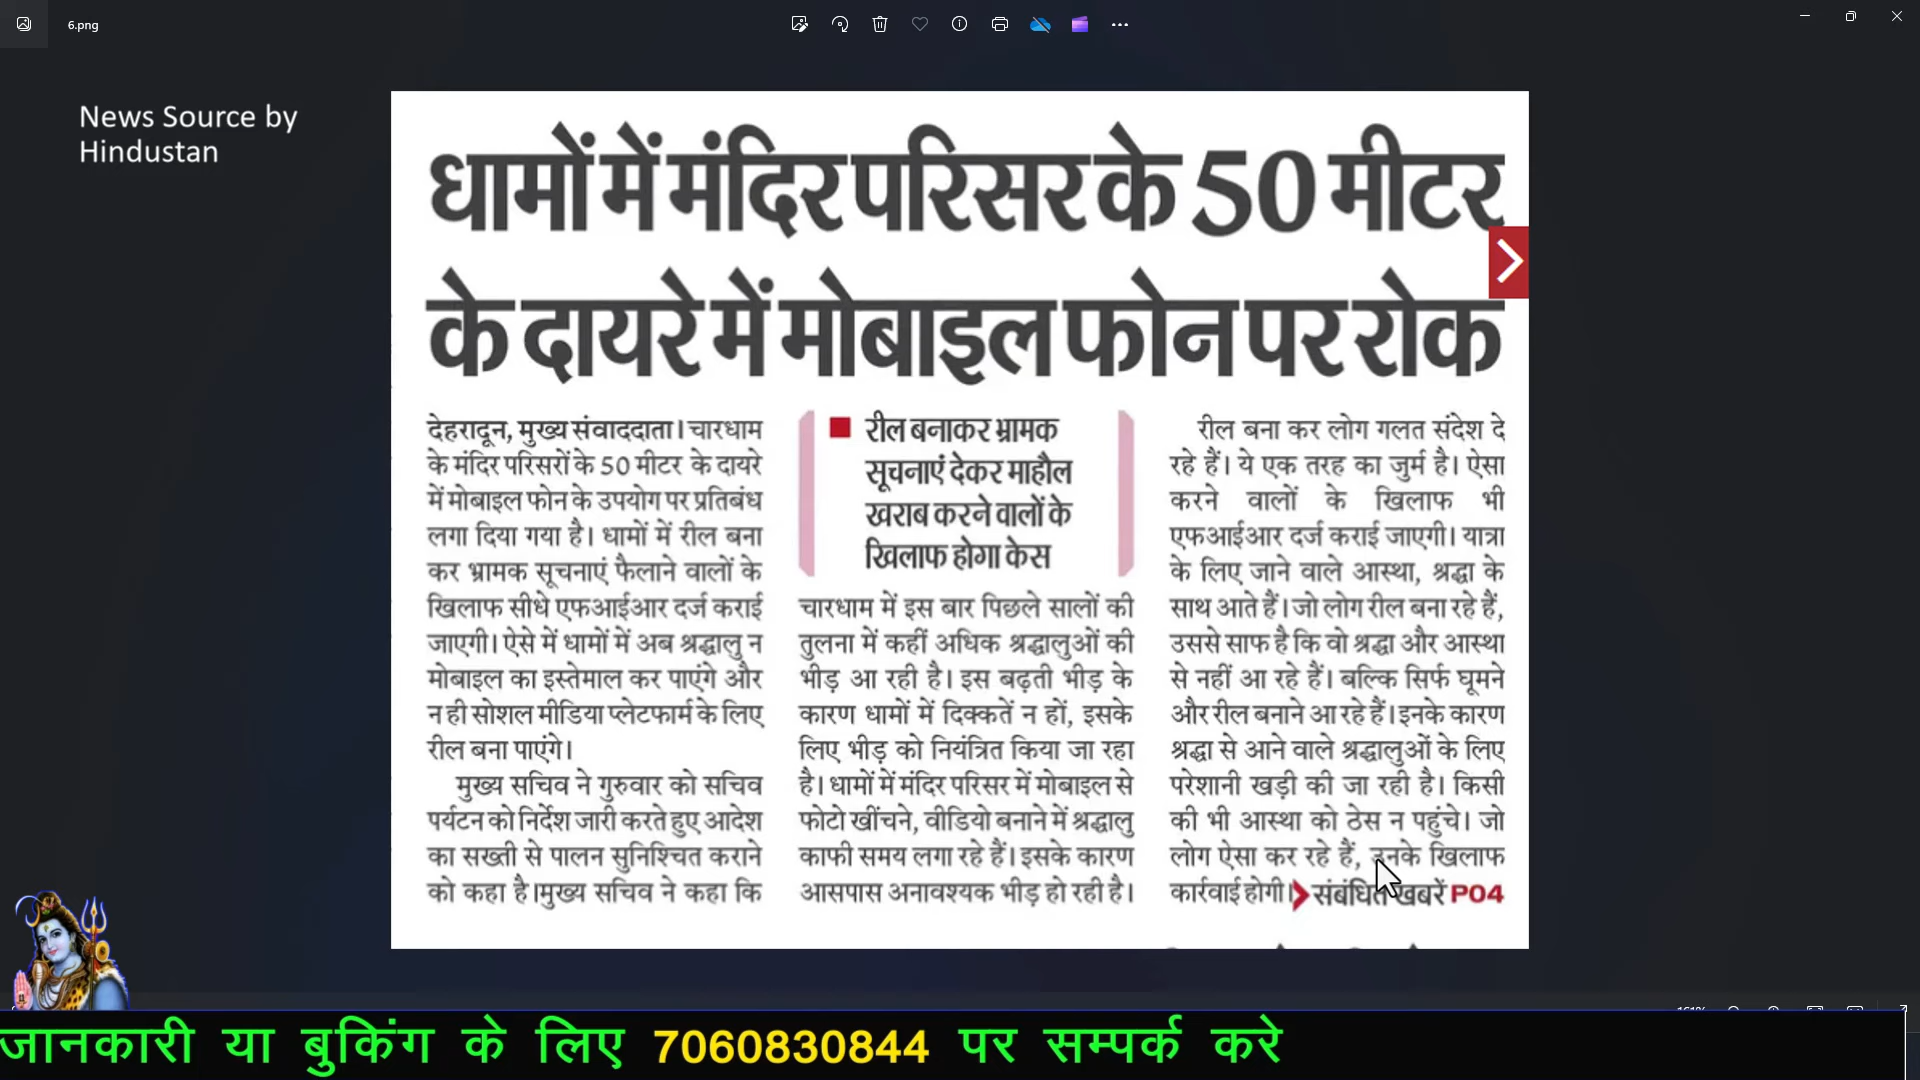 6.png
News Source by
Hindustan
धामों में मंदिर परिसर के 50 मीटर
के दायरे में मोबाइल फोन पर रोक
देहरादून, मुख्य संवाददाता। चारधाम
के मंदिर परिसरों के 50 मीटर के दायरे
में मोबाइल फोन के उपयोग पर प्रतिबंध
लगा दिया गया है। धामों में रील बना
कर भ्रामक सूचनाएं फैलाने वालों के
खिलाफ सीधे एफआईआर दर्ज कराई
जाएगी। ऐसे में धामों में अब श्रद्धालु न
मोबाइल का इस्तेमाल कर पाएंगे और
न ही सोशल मीडिया प्लेटफार्म के लिए
रील बना पाएंगे।
मुख्य सचिव ने गुरुवार को सचिव
पर्यटन को निर्देश जारी करते हुए आदेश
का सख्ती से पालन सुनिश्चित कराने
को कहा है।मुख्य सचिव ने कहा कि
रील बनाकर भ्रामक
सूचनाएं देकर माहौल
खराब करने वालों के
खिलाफ होगा केस
चारधाम में इस बार पिछले सालों की
तुलना में कहीं अधिक श्रद्धालुओं की
भीड़ आ रही है। इस बढ़ती भीड़ के
कारण धामों में दिक्कतें न हों, इसके
लिए भीड़ को नियंत्रित किया जा रहा
है। धामों में मंदिर परिसर में मोबाइल से
फोटो खींचने, वीडियो बनाने में श्रद्धालु
काफी समय लगा रहे हैं। इसके कारण
आसपास अनावश्यक भीड़ हो रही है।
रील बना कर लोग गलत संदेश दे
रहे हैं। ये एक तरह का जुर्म है। ऐसा
करने वालों के खिलाफ भी
एफआईआर दर्ज कराई जाएगी। यात्रा
के लिए जाने वाले आस्था, श्रद्धा के
साथ आते हैं। जो लोग रील बना रहे हैं,
उससे साफ है कि वो श्रद्धा और आस्था
से नहीं आ रहे हैं। बल्कि सिर्फ घूमने
और रील बनाने आ रहे हैं। इनके कारण
श्रद्धा से आने वाले श्रद्धालुओं के लिए
परेशानी खड़ी की जा रही है। किसी
की भी आस्था को ठेस न पहुंचे। जो
लोग ऐसा कर रहे हैं, उनके खिलाफ
कार्रवाई होगी। संबंधित खबरें P04
जानकारी या बुकिंग के लिए 7060830844 पर सम्पर्क करे